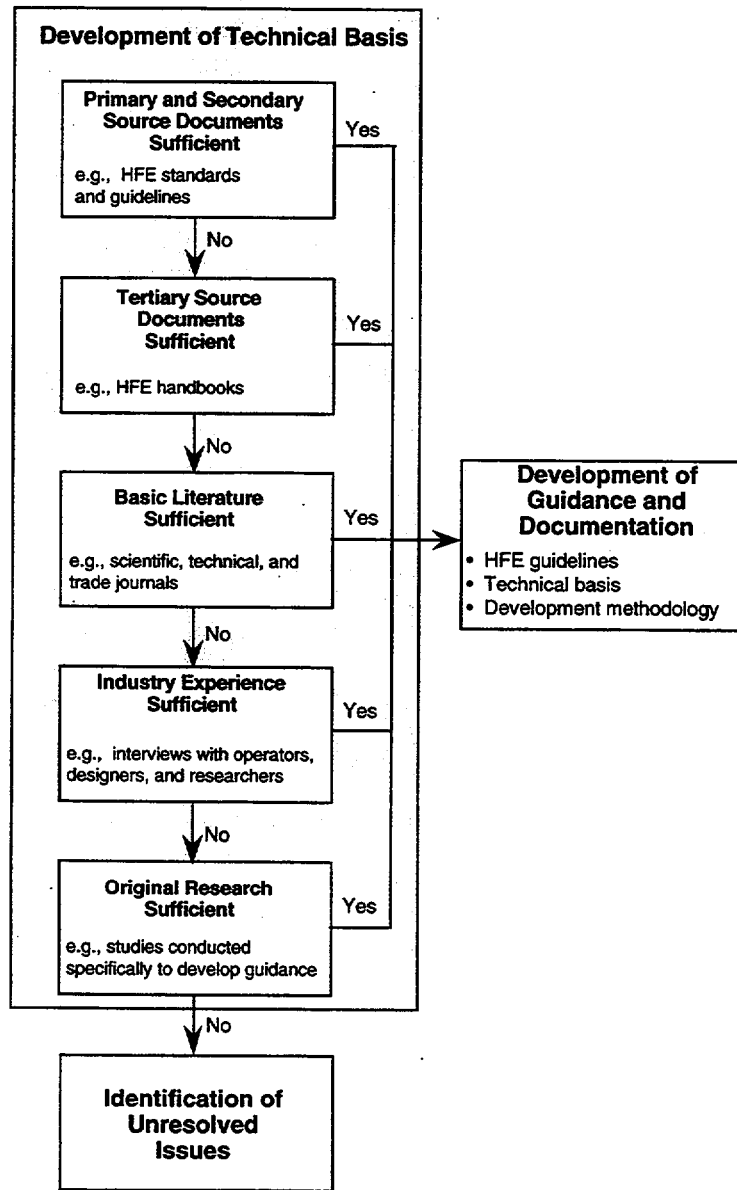 Development of Technical Basis
Primary and Secondary
Source Documents
Sufficient
e.g., HFE standards
and guidelines
Yes
No
Tertiary Source
Documents
Sufficient
e.g., HFE handbooks
Yes
No
Basic Literature
Sufficient
e.g., scientific, technical, and
trade journals
Yes
No
Industry Experience
Sufficient
e.g., interviews with operators,
designers, and researchers
Yes
No
Original Research
Sufficient
e.g., studies conducted
specifically to develop guidance
Yes
No
Identification of
Unresolved
Issues
Development of
Guidance and
Documentation
• HFE guidelines
• Technical basis
• Development methodology